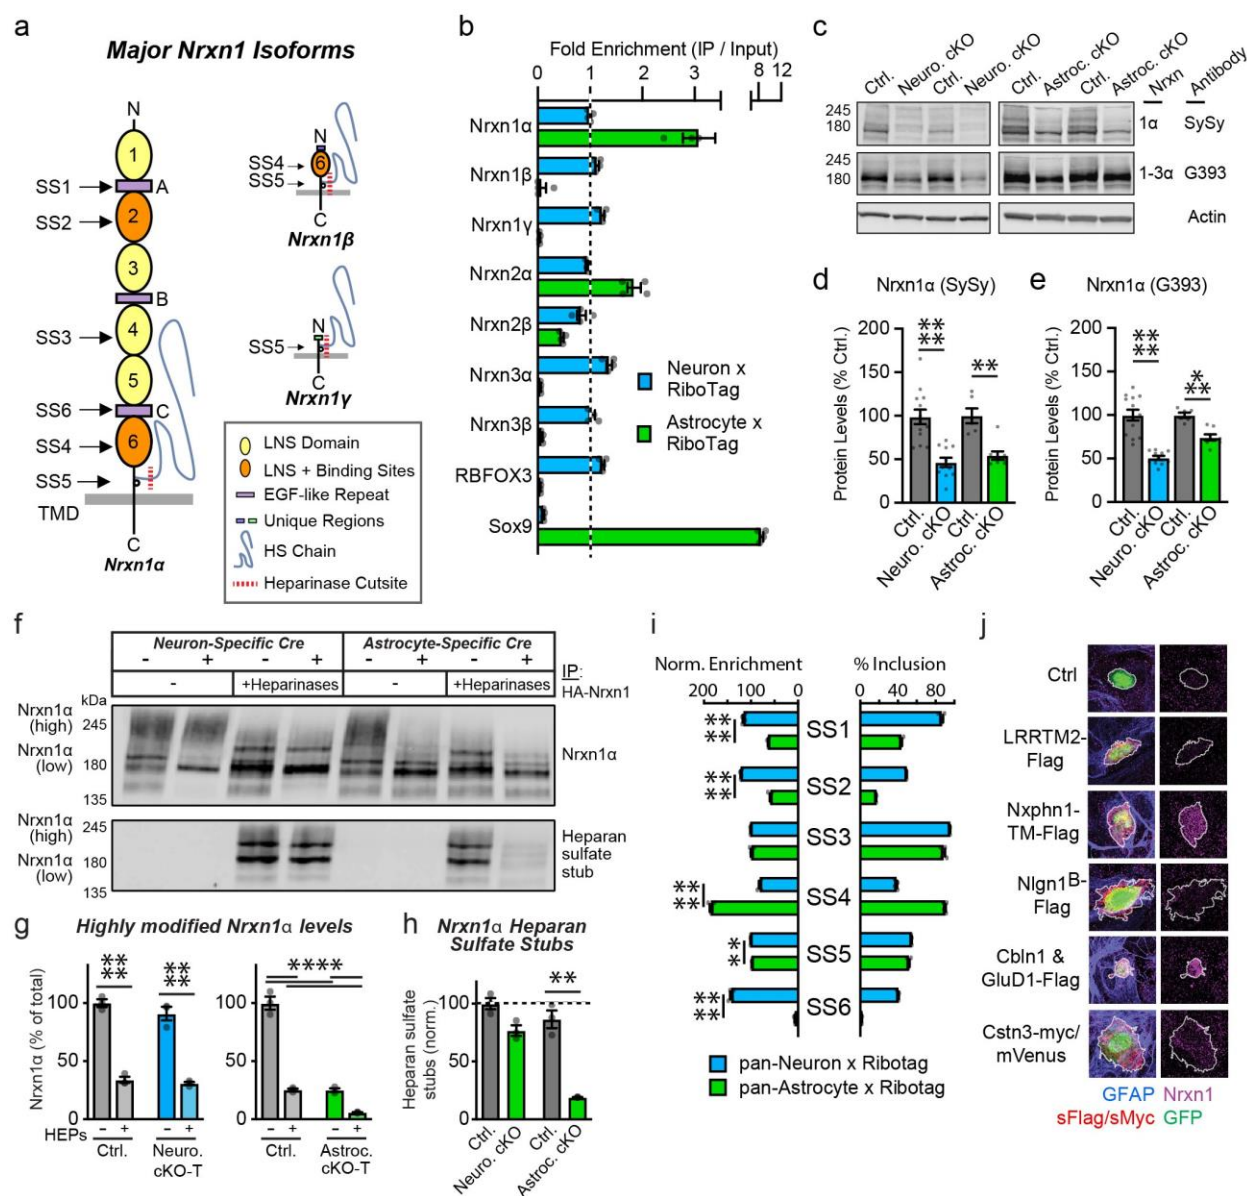 a
Major Nrxn1 Isoforms
N
1
SS1
A
SS2
2
3
B
SS3
4
5
SS6
C
SS4
6
SS5
TMD
C
Nrxn1α
N
SS4
6
SS5
C
Nrxn1β
N
SS5
C
Nrxn1γ
LNS Domain
LNS + Binding Sites
EGF-like Repeat
Unique Regions
HS Chain
Heparinase Cutsite
b
Fold Enrichment (IP / Input)
0 1 2 3 8 12
Nrxn1α
Nrxn1β
Nrxn1γ
Nrxn2α
Nrxn2β
Nrxn3α
Nrxn3β
RBFOX3
Sox9
Neuron x
RiboTag
Astrocyte x
RiboTag
c
Ctrl. Neuro. cKO Ctrl. Neuro. cKO Ctrl. Astroc. cKO Ctrl. Astroc. cKO Nrxn Antibody
245
180
1α SySy
245
180
1-3α G393
Actin
d
Nrxn1α (SySy)
Protein Levels (% Ctrl.)
200
150
100
50
0
**
**
**
Ctrl. Neuro. cKO Ctrl. Astroc. cKO
e
Nrxn1α (G393)
Protein Levels (% Ctrl.)
200
150
100
50
0
**
**
*
**
Ctrl. Neuro. cKO Ctrl. Astroc. cKO
f
Neuron-Specific Cre Astrocyte-Specific Cre
- + - + - + - +
- +Heparinases - +Heparinases
IP:
HA-Nrxn1
kDa
Nrxn1α
(high)
245
Nrxn1α
(low)
180
135
Nrxn1α
Nrxn1α
(high)
245
Nrxn1α
(low)
180
135
Heparan
sulfate
stub
g
Highly modified Nrxn1α levels
Nrxn1α (% of total)
100
50
0
**
**
**
**
HEPs
- + - +
Ctrl. Neuro.
cKO-T
100
50
0
****
- + - +
Ctrl. Astroc.
cKO-T
h
Nrxn1α Heparan
Sulfate Stubs
Heparan sulfate
stubs (norm.)
100
50
0
**
Ctrl. Neuro. cKO Ctrl. Astroc. cKO
i
Norm. Enrichment % Inclusion
200 100 0 0 40 80
**
**
SS1
**
**
SS2
SS3
**
**
SS4
*
*
SS5
**
**
SS6
pan-Neuron x Ribotag
pan-Astrocyte x Ribotag
j
Ctrl
LRRTM2-
Flag
Nxphn1-
TM-Flag
Nlgn1B-
Flag
Cbln1 &
GluD1-Flag
Cstn3-myc/
mVenus
GFAP Nrxn1
sFlag/sMyc GFP